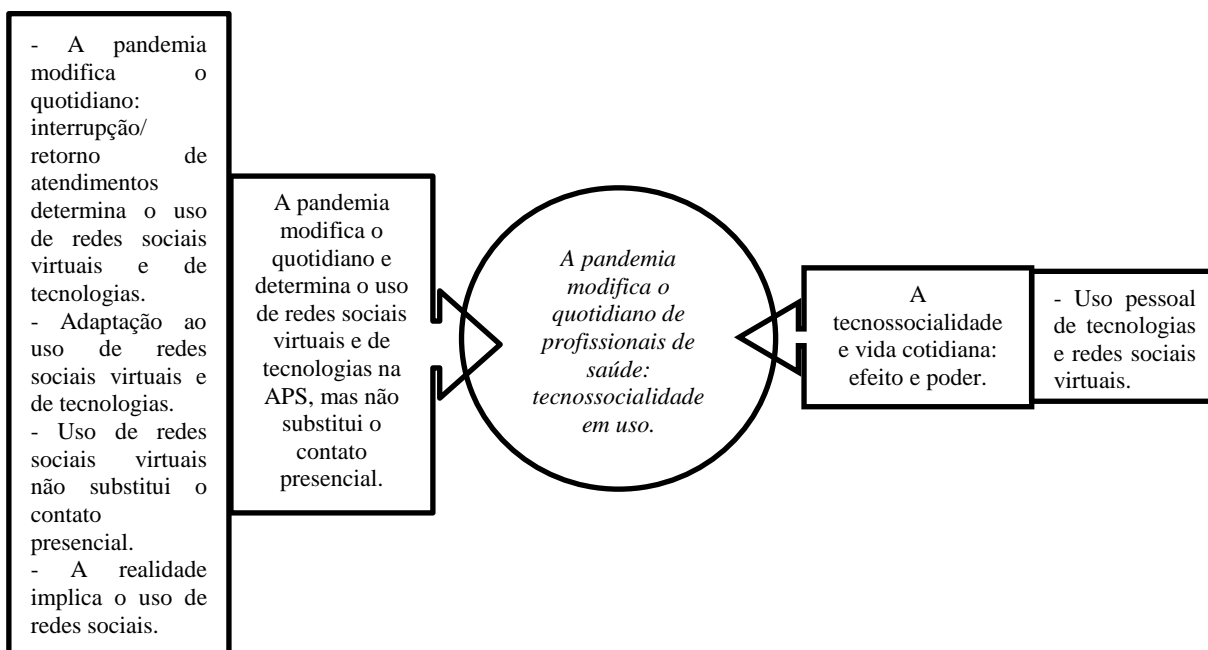 - A pandemia
modifica o
quotidiano:
interrupção/
retorno de
atendimentos
determina o uso
de redes sociais
virtuais e de
tecnologias.
- Adaptação ao
uso de redes
sociais virtuais e
de tecnologias.
- Uso de redes
sociais virtuais
não substitui o
contato
presencial.
- A realidade
implica o uso de
redes sociais.
A pandemia
modifica o
quotidiano e
determina o uso
de redes sociais
virtuais e de
tecnologias na
APS, mas não
substitui o
contato
presencial.
A pandemia
modifica o
quotidiano de
profissionais de
saúde:
tecnossocialidade
em uso.
A
tecnossocialidade
e vida cotidiana:
efeito e poder.
- Uso pessoal
de tecnologias
e redes sociais
virtuais.